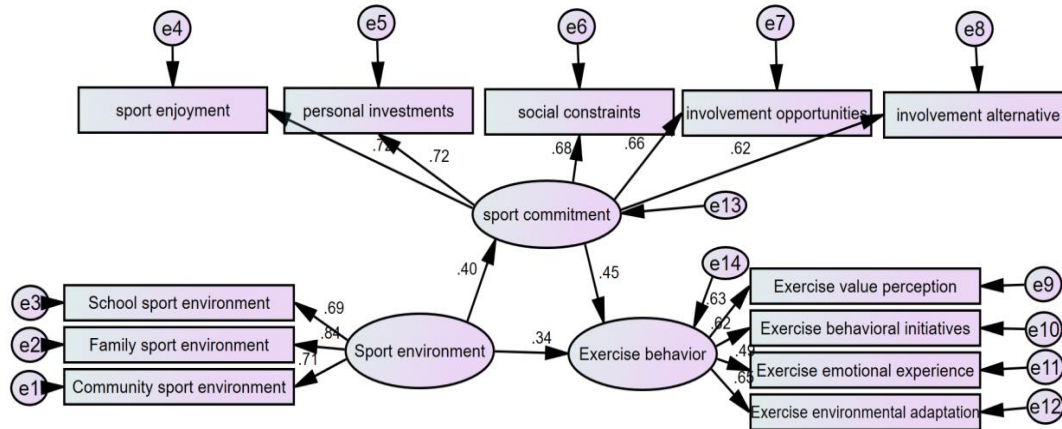 e4
e5
e6
e7
e8
sport enjoyment
personal investments
social constraints
involvement opportunities
involvement alternative
.72
.72
.68
.66
.62
sport commitment
e13
.40
.45
e14
e3
School sport environment
.69
e2
Family sport environment
.84
e1
Community sport environment
.71
Sport environment
.34
Exercise behavior
.63
Exercise value perception
e9
.62
Exercise behavioral initiatives
e10
.49
Exercise emotional experience
e11
.65
Exercise environmental adaptation
e12